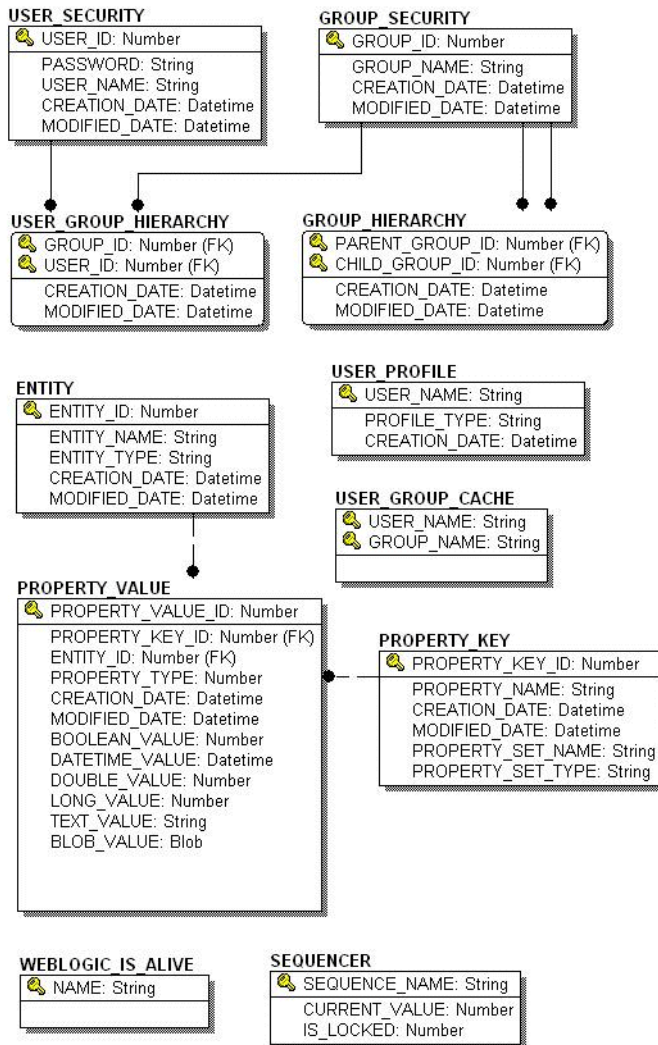 USER_SECURITY
USER_ID: Number
PASSWORD: String
USER_NAME: String
CREATION_DATE: Datetime
MODIFIED_DATE: Datetime
GROUP_SECURITY
GROUP_ID: Number
GROUP_NAME: String
CREATION_DATE: Datetime
MODIFIED_DATE: Datetime
USER_GROUP_HIERARCHY
GROUP_ID: Number (FK)
USER_ID: Number (FK)
CREATION_DATE: Datetime
MODIFIED_DATE: Datetime
GROUP_HIERARCHY
PARENT_GROUP_ID: Number (FK)
CHILD_GROUP_ID: Number (FK)
CREATION_DATE: Datetime
MODIFIED_DATE: Datetime
ENTITY
ENTITY_ID: Number
ENTITY_NAME: String
ENTITY_TYPE: String
CREATION_DATE: Datetime
MODIFIED_DATE: Datetime
USER_PROFILE
USER_NAME: String
PROFILE_TYPE: String
CREATION_DATE: Datetime
USER_GROUP_CACHE
USER_NAME: String
GROUP_NAME: String
PROPERTY_VALUE
PROPERTY_VALUE_ID: Number
PROPERTY_KEY_ID: Number (FK)
ENTITY_ID: Number (FK)
PROPERTY_TYPE: Number
CREATION_DATE: Datetime
MODIFIED_DATE: Datetime
BOOLEAN_VALUE: Number
DATETIME_VALUE: Datetime
DOUBLE_VALUE: Number
LONG_VALUE: Number
TEXT_VALUE: String
BLOB_VALUE: Blob
PROPERTY_KEY
PROPERTY_KEY_ID: Number
PROPERTY_NAME: String
CREATION_DATE: Datetime
MODIFIED_DATE: Datetime
PROPERTY_SET_NAME: String
PROPERTY_SET_TYPE: String
WEBLOGIC_IS_ALIVE
NAME: String
SEQUENCER
SEQUENCE_NAME: String
CURRENT_VALUE: Number
IS_LOCKED: Number